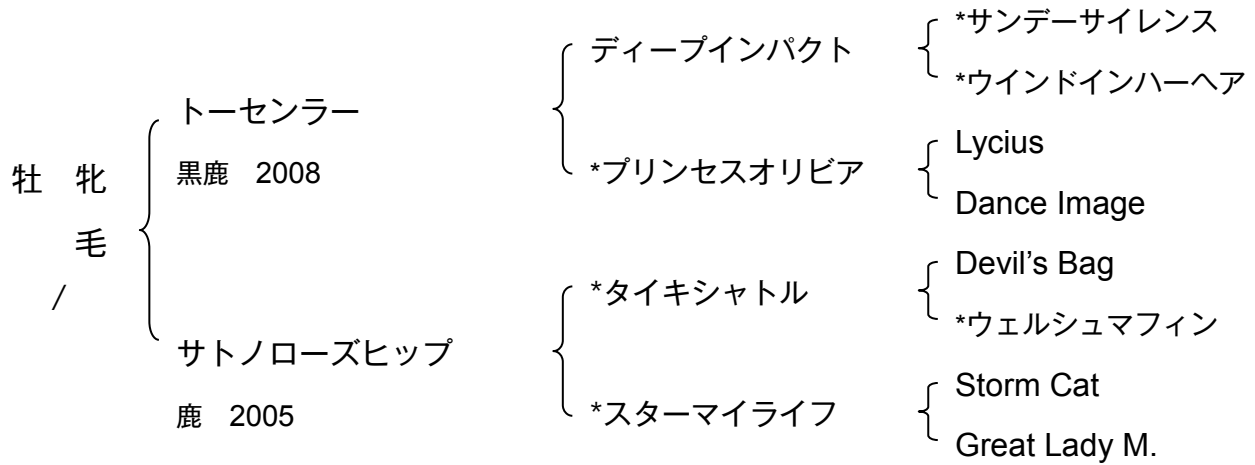 牡 牝
毛
/
トーセンラー
黒鹿 2008
サトノローズヒップ
鹿 2005
ディープインパクト
*プリンセスオリビア
*タイキシャトル
*スターマイライフ
*サンデーサイレンス
*ウインドインハーヘア
Lycius
Dance Image
Devil’s Bag
*ウェルシュマフィン
Storm Cat
Great Lady M.